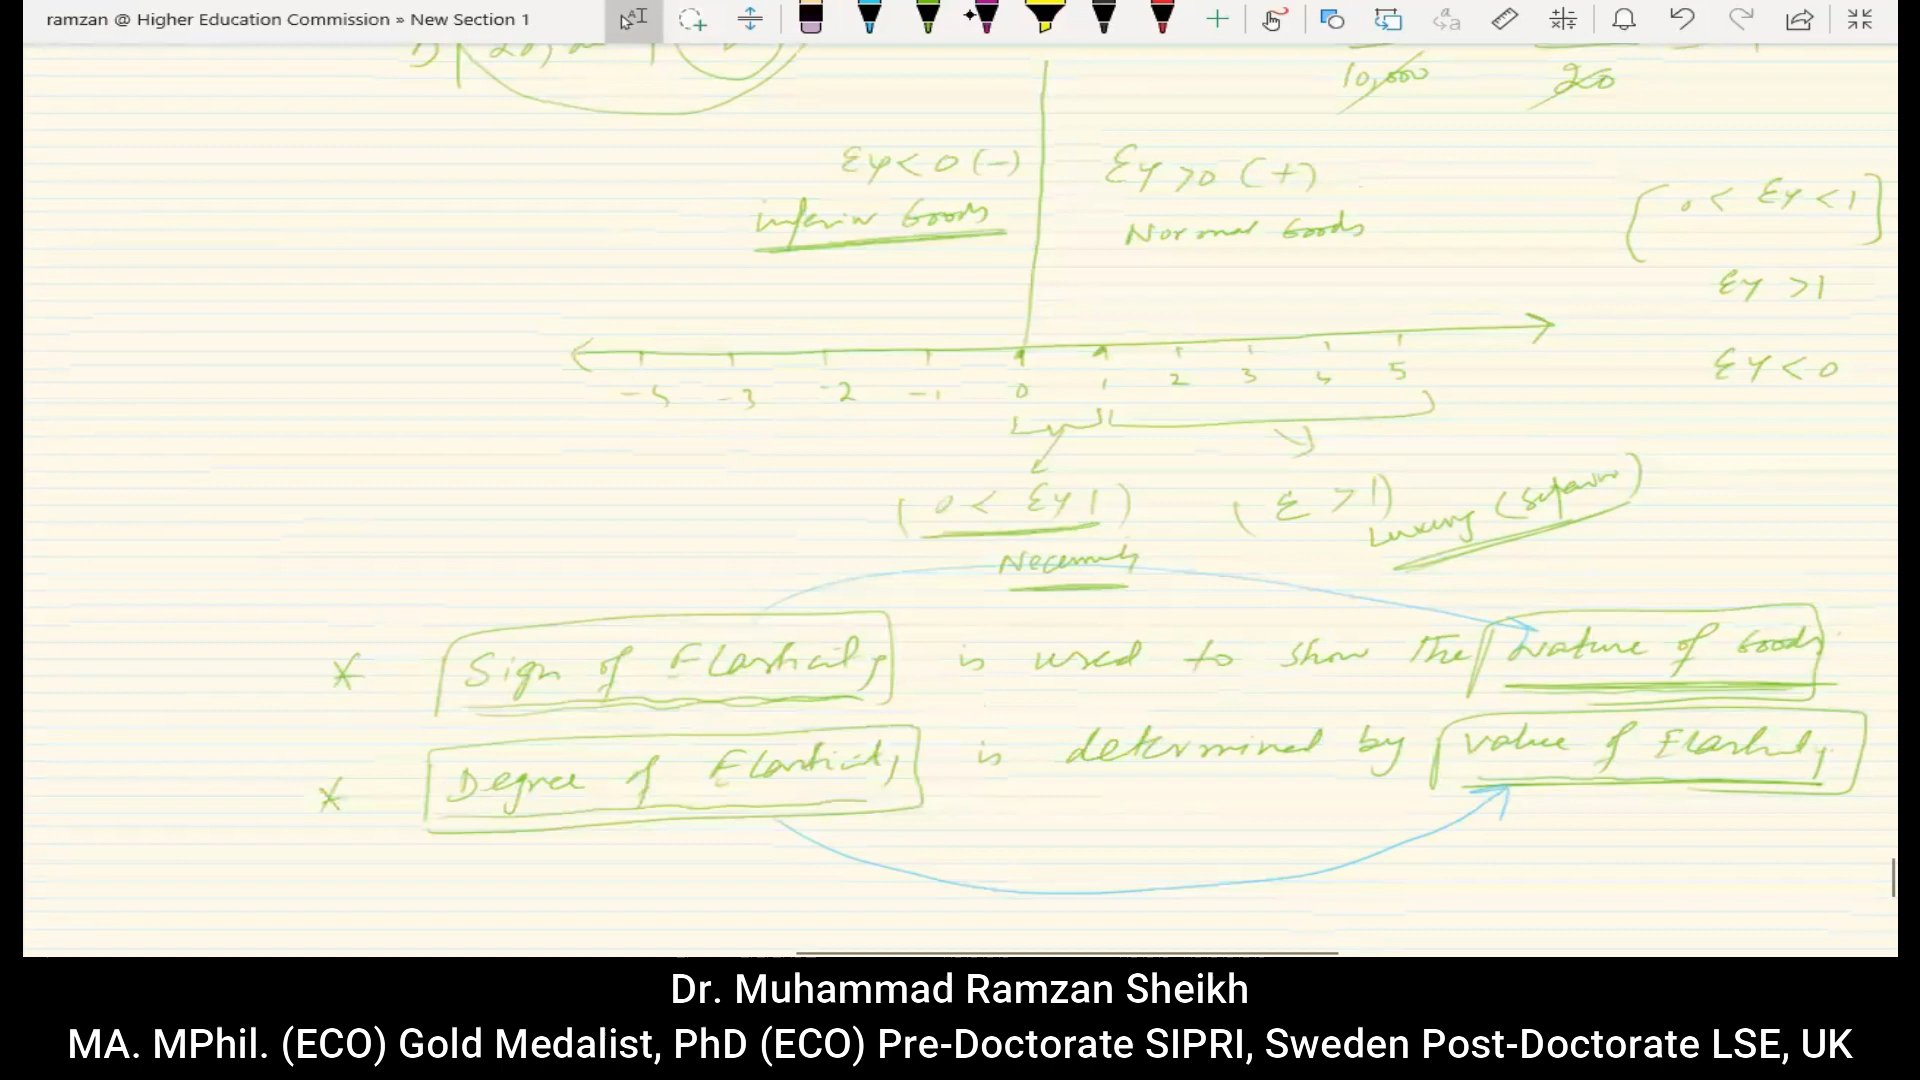 ramzan @ Higher Education Commission » New Section 1
10,000 20
Ey < 0 (-) Ey > 0 (+) 0 < Ey < 1
inferior Goods Normal Goods
Ey > 1
Ey < 0
-3 -2 -1 0 1 2 3 4 5
(0 < Ey 1) (E > 1) Luxury
Necessity
* Sign of Elasticity is used to show the Nature of Goods
* Degree of Elasticity is determined by value of Elasticity
Dr. Muhammad Ramzan Sheikh
MA. MPhil. (ECO) Gold Medalist, PhD (ECO) Pre-Doctorate SIPRI, Sweden Post-Doctorate LSE, UK